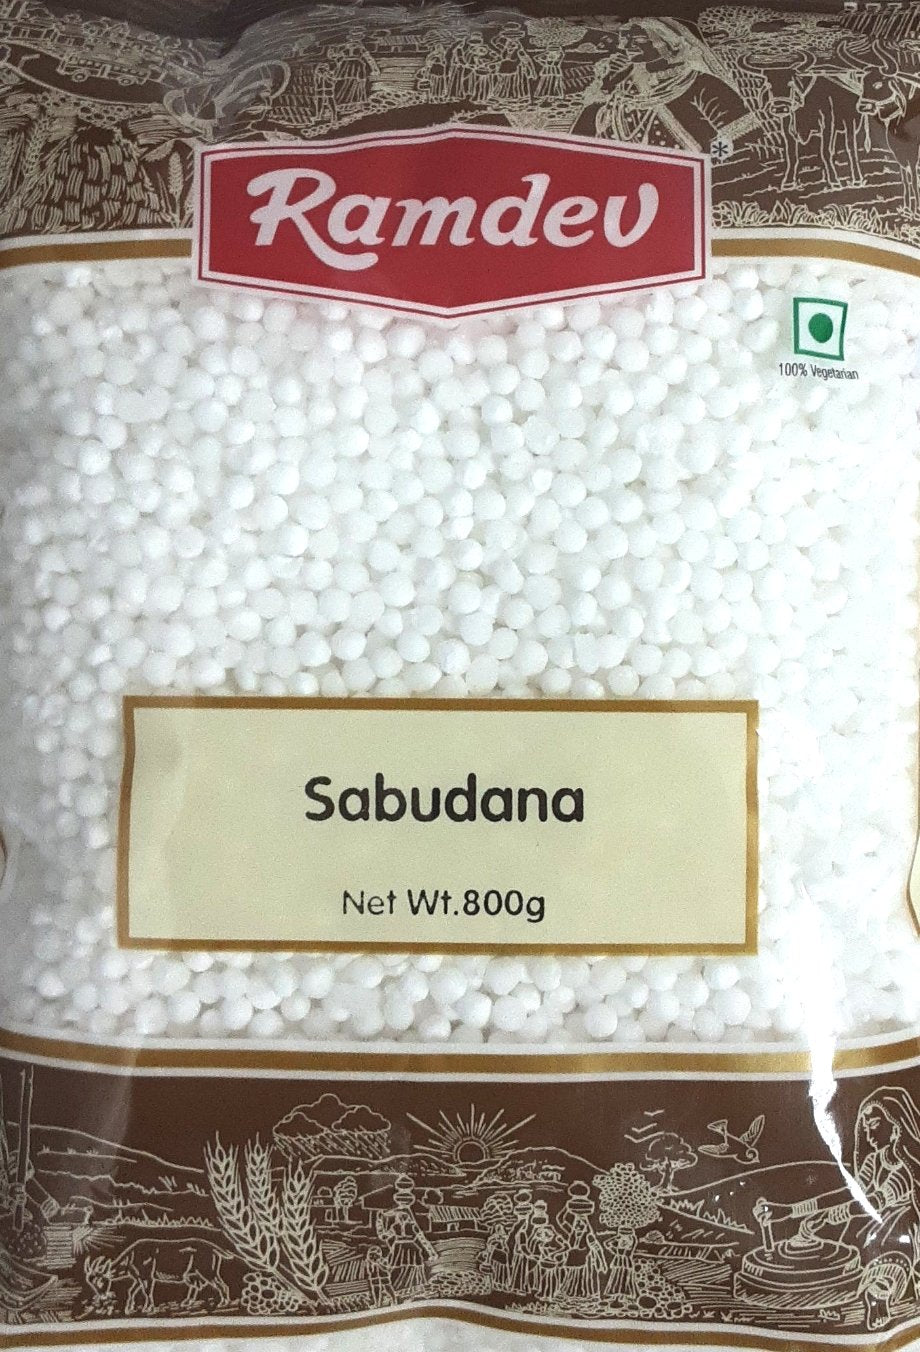 Ramdev
*
100% Vegetarian
Sabudana
Net Wt.800g